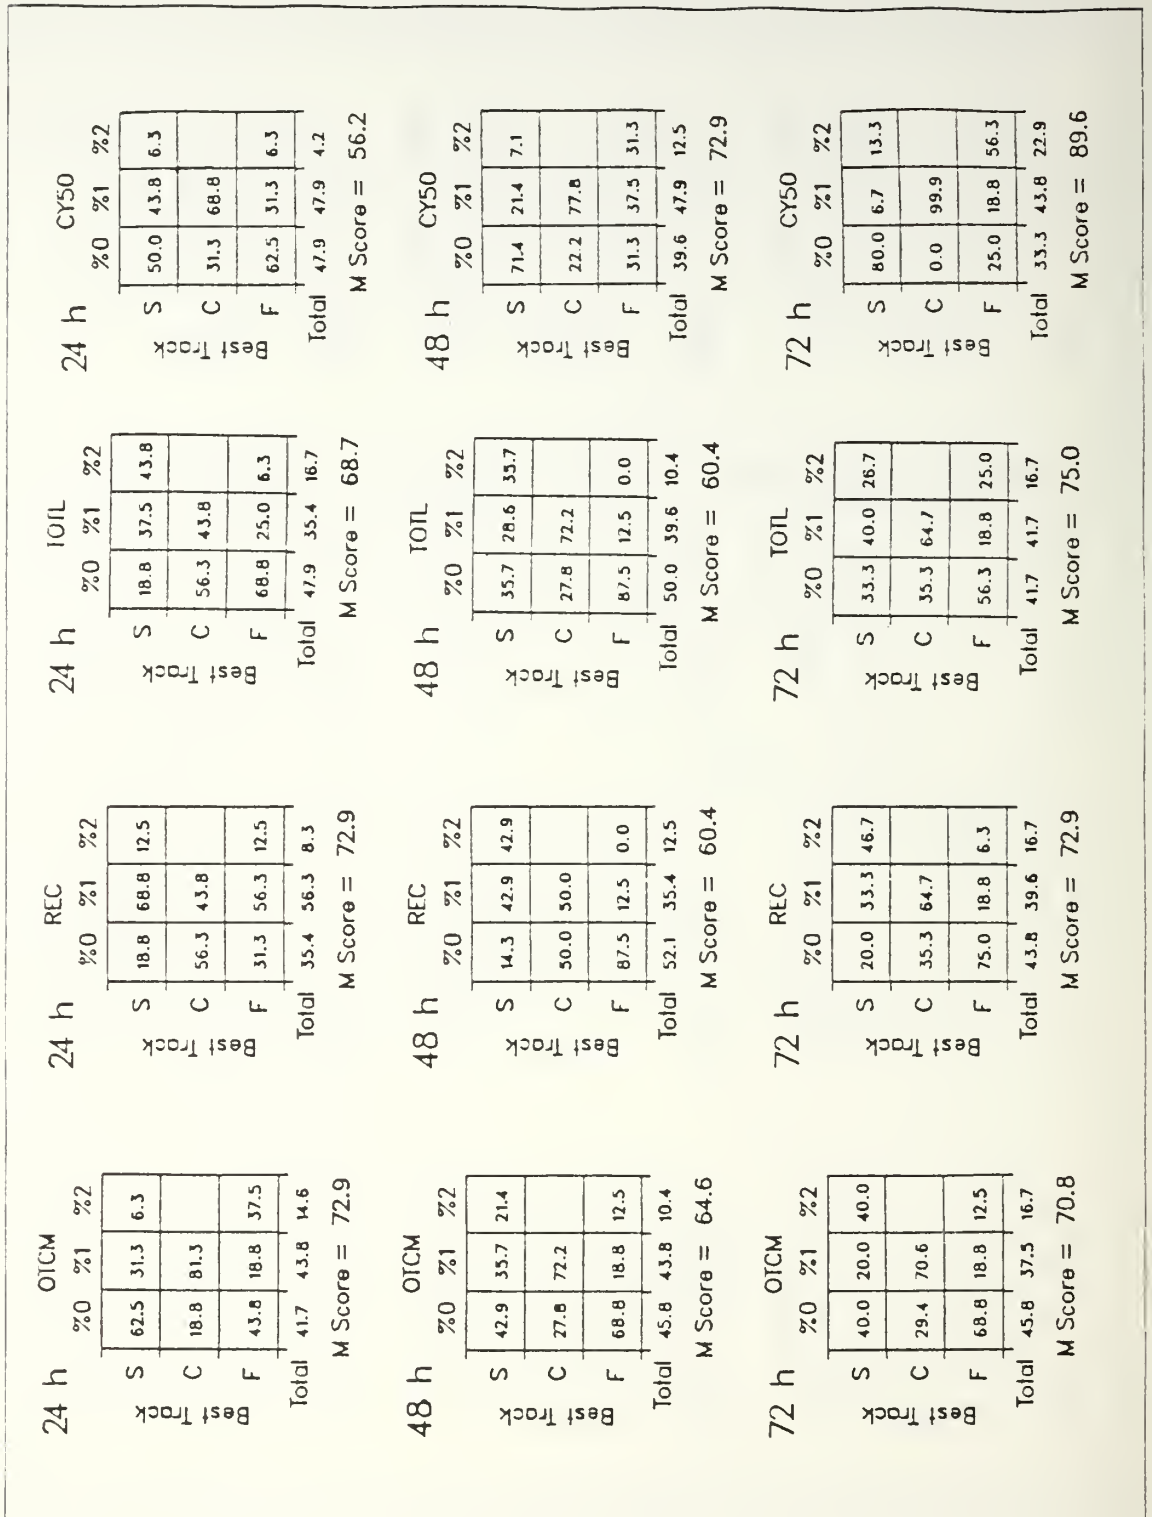 24 h
OTCM
%0 %1 %2
Best Track
S 62.5 31.3 6.3
C 18.8 81.3
F 43.8 18.8 37.5
Total 41.7 43.8 14.6
M Score = 72.9
24 h
REC
%0 %1 %2
Best Track
S 18.8 68.8 12.5
C 56.3 43.8
F 31.3 56.3 12.5
Total 35.4 56.3 8.3
M Score = 72.9
24 h
TOTL
%0 %1 %2
Best Track
S 18.8 37.5 43.8
C 56.3 43.8
F 68.8 25.0 6.3
Total 47.9 35.4 16.7
M Score = 68.7
24 h
CY50
%0 %1 %2
Best Track
S 50.0 43.8 6.3
C 31.3 68.8
F 62.5 31.3 6.3
Total 47.9 47.9 4.2
M Score = 56.2
48 h
OTCM
%0 %1 %2
Best Track
S 42.9 35.7 21.4
C 27.8 72.2
F 68.8 18.8 12.5
Total 45.8 43.8 10.4
M Score = 64.6
48 h
REC
%0 %1 %2
Best Track
S 14.3 42.9 42.9
C 50.0 50.0
F 87.5 12.5 0.0
Total 52.1 35.4 12.5
M Score = 60.4
48 h
TOTL
%0 %1 %2
Best Track
S 35.7 28.6 35.7
C 27.8 72.2
F 87.5 12.5 0.0
Total 50.0 39.6 10.4
M Score = 60.4
48 h
CY50
%0 %1 %2
Best Track
S 71.4 21.4 7.1
C 22.2 77.8
F 31.3 37.5 31.3
Total 39.6 47.9 12.5
M Score = 72.9
72 h
OTCM
%0 %1 %2
Best Track
S 40.0 20.0 40.0
C 29.4 70.6
F 68.8 18.8 12.5
Total 45.8 37.5 16.7
M Score = 70.8
72 h
REC
%0 %1 %2
Best Track
S 20.0 33.3 46.7
C 35.3 64.7
F 75.0 18.8 6.3
Total 43.8 39.6 16.7
M Score = 72.9
72 h
TOTL
%0 %1 %2
Best Track
S 33.3 40.0 26.7
C 35.3 64.7
F 56.3 18.8 25.0
Total 41.7 41.7 16.7
M Score = 75.0
72 h
CY50
%0 %1 %2
Best Track
S 80.0 6.7 13.3
C 0.0 99.9
F 25.0 18.8 56.3
Total 33.3 43.8 22.9
M Score = 89.6